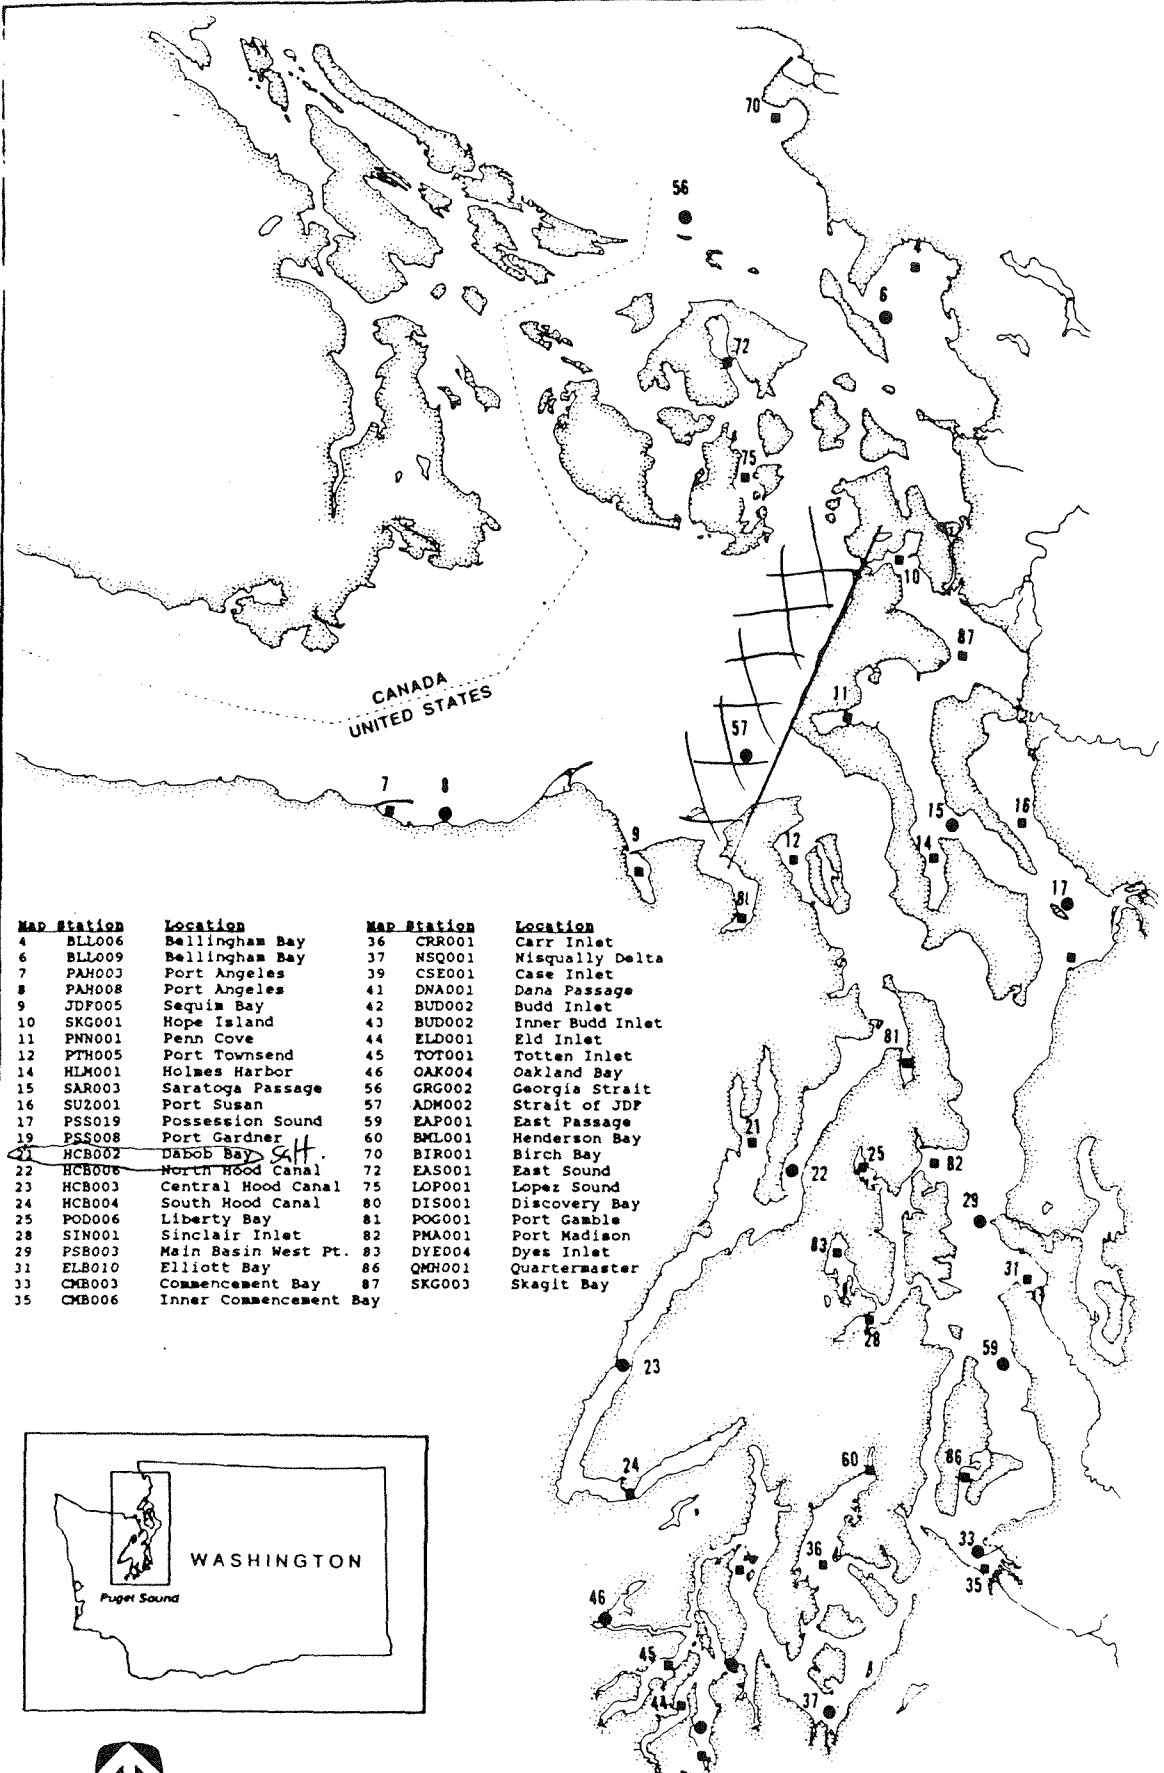 70
56
4
6
72
75
10
87
CANADA
UNITED STATES
11
57
7
8
9
12
15
16
14
17
Map Station Location Map Station Location
4 BLL006 Bellingham Bay 36 CRR001 Carr Inlet
6 BLL009 Bellingham Bay 37 NSQ001 Nisqually Delta
7 PAH003 Port Angeles 39 CSE001 Case Inlet
8 PAH008 Port Angeles 41 DNA001 Dana Passage
9 JDF005 Sequim Bay 42 BUD002 Budd Inlet
10 SKG001 Hope Island 43 BUD002 Inner Budd Inlet
11 PNN001 Penn Cove 44 ELD001 Eld Inlet
12 PTH005 Port Townsend 45 TOT001 Totten Inlet
14 HLM001 Holmes Harbor 46 OAK004 Oakland Bay
15 SAR003 Saratoga Passage 56 GRG002 Georgia Strait
16 SUZ001 Port Susan 57 ADM002 Strait of JDF
17 PSS019 Possession Sound 59 EAP001 East Passage
19 PSS008 Port Gardner 60 BML001 Henderson Bay
21 HCB002 Dabob Bay 70 BIR001 Birch Bay
22 HCB006 North Hood Canal 72 EAS001 East Sound
23 HCB003 Central Hood Canal 75 LOP001 Lopez Sound
24 HCB004 South Hood Canal 80 DIS001 Discovery Bay
25 POD006 Liberty Bay 81 POG001 Port Gamble
28 SIN001 Sinclair Inlet 82 PMA001 Port Madison
29 PSB003 Main Basin West Pt. 83 DYE004 Dyes Inlet
31 ELB010 Elliott Bay 86 QMH001 Quartermaster
33 CMB003 Commencement Bay 87 SKG003 Skagit Bay
35 CMB006 Inner Commencement Bay
81
21
22
25
82
29
83
31
28
23
59
24
60
86
36
33
35
46
45
44
37
WASHINGTON
Puget Sound